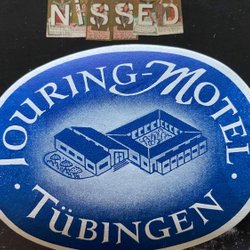 NISSED
TOURING-MOTEL
· TÜBINGEN ·